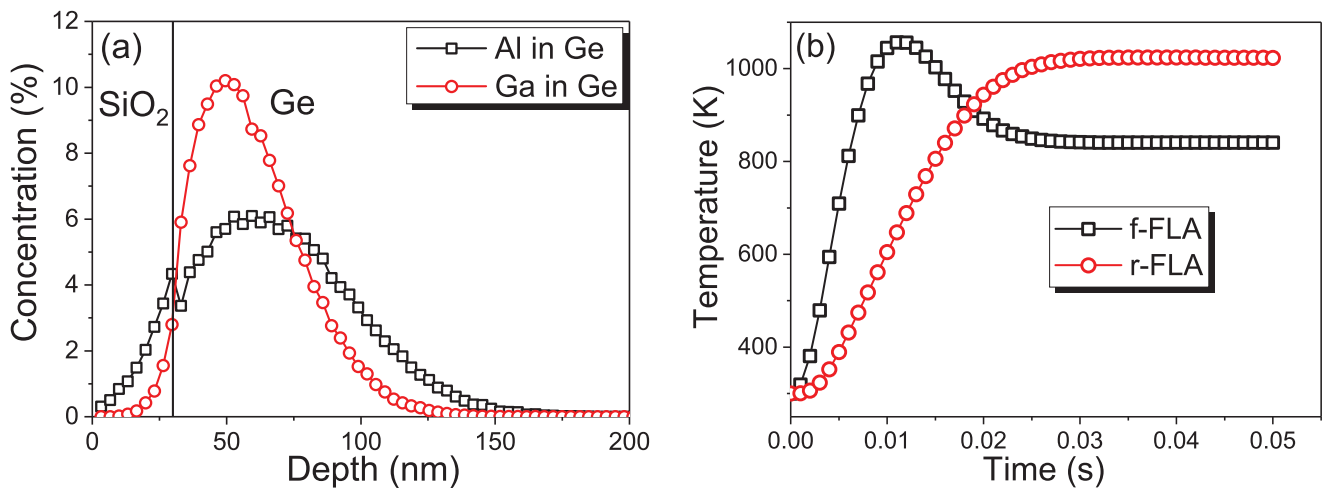 (a)
Al in Ge
Ga in Ge
SiO2
Ge
Concentration (%)
12
10
8
6
4
2
0
0 50 100 150 200
Depth (nm)
(b)
f-FLA
r-FLA
Temperature (K)
1000
800
600
400
0.00 0.01 0.02 0.03 0.04 0.05
Time (s)